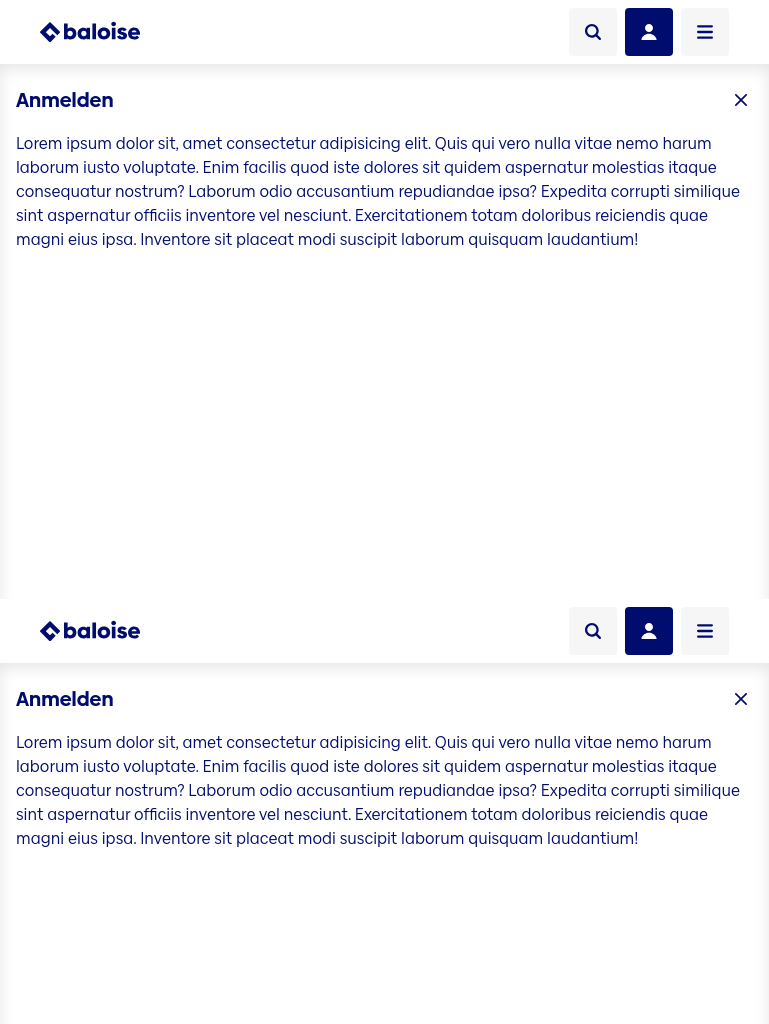 baloise
Anmelden
Lorem ipsum dolor sit, amet consectetur adipisicing elit. Quis qui vero nulla vitae nemo harum
laborum iusto voluptate. Enim facilis quod iste dolores sit quidem aspernatur molestias itaque
consequatur nostrum? Laborum odio accusantium repudiandae ipsa? Expedita corrupti similique
sint aspernatur officiis inventore vel nesciunt. Exercitationem totam doloribus reiciendis quae
magni eius ipsa. Inventore sit placeat modi suscipit laborum quisquam laudantium!
baloise
Anmelden
Lorem ipsum dolor sit, amet consectetur adipisicing elit. Quis qui vero nulla vitae nemo harum
laborum iusto voluptate. Enim facilis quod iste dolores sit quidem aspernatur molestias itaque
consequatur nostrum? Laborum odio accusantium repudiandae ipsa? Expedita corrupti similique
sint aspernatur officiis inventore vel nesciunt. Exercitationem totam doloribus reiciendis quae
magni eius ipsa. Inventore sit placeat modi suscipit laborum quisquam laudantium!